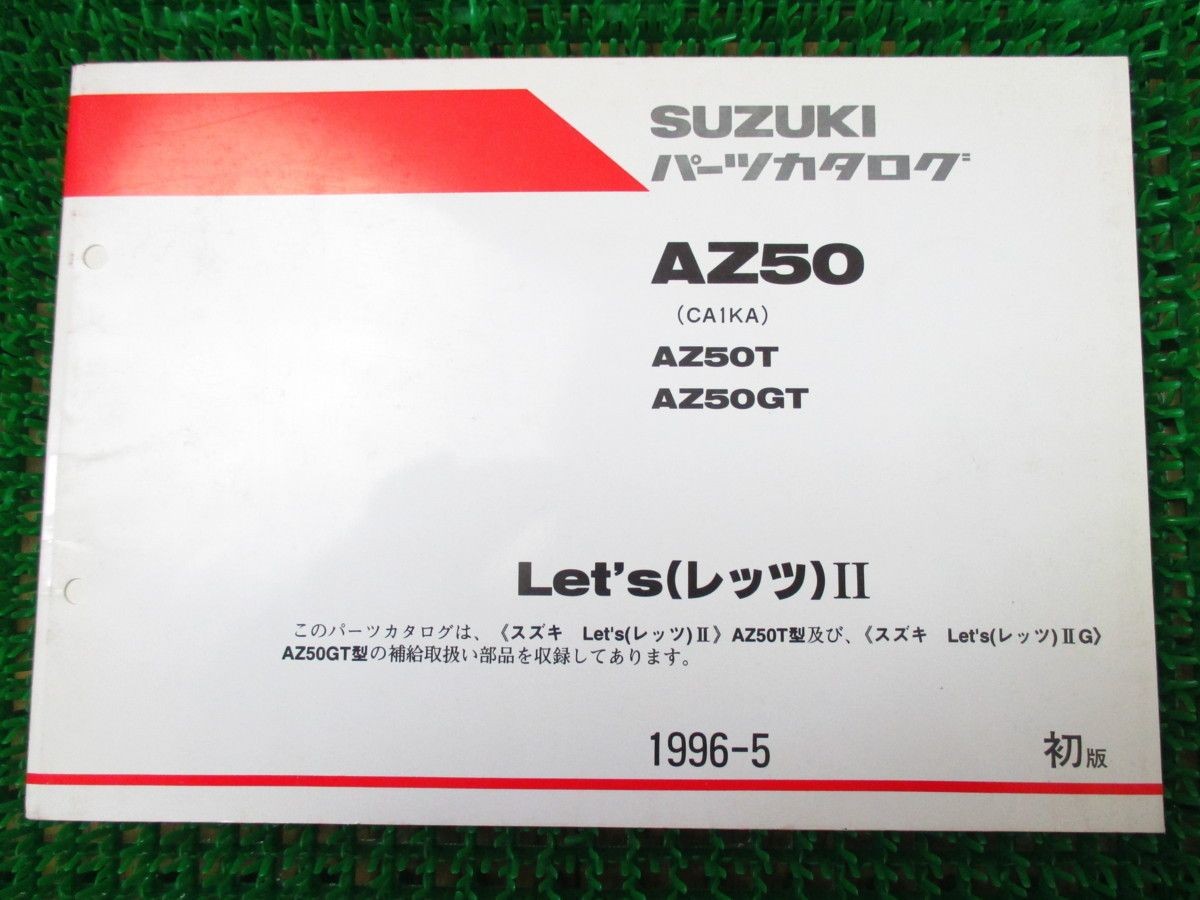 SUZUKI
パーツカタログ
AZ50
(CA1KA)
AZ50T
AZ50GT
Let's(レッツ)II
このパーツカタログは、《スズキ Let's(レッツ)II》AZ50T型及び、《スズキ Let's(レッツ)IIG》
AZ50GT型の補給取扱い部品を収録してあります。
1996-5 初版